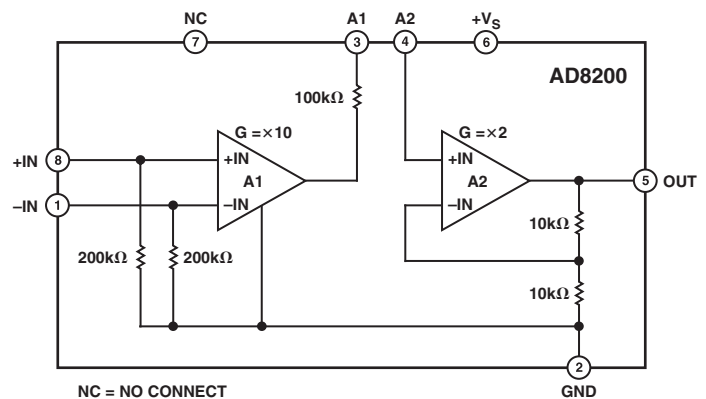 NC A1 A2 +VS
7 3 4 6
AD8200
100kΩ
G = ×10 G = ×2
+IN 8 +IN +IN
A1 A2 5 OUT
–IN 1 –IN –IN
10kΩ
200kΩ 200kΩ
10kΩ
2
NC = NO CONNECT GND